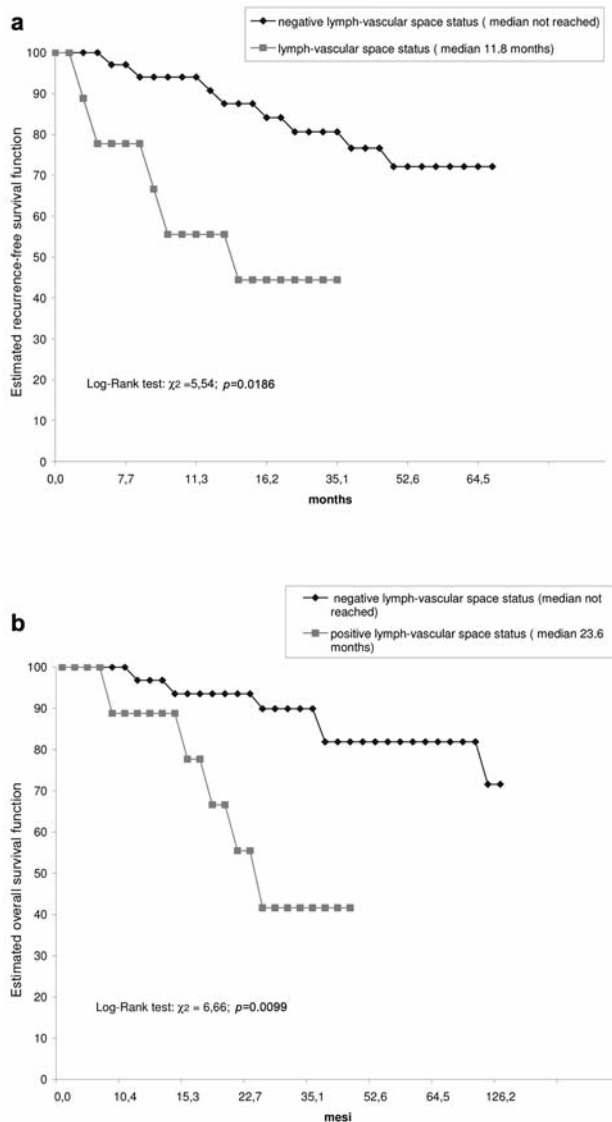 a
negative lymph-vascular space status ( median not reached)
lymph-vascular space status ( median 11.8 months)
Estimated recurrence-free survival function
100
90
80
70
60
50
40
30
20
10
0
Log-Rank test: χ2 =5,54; p=0.0186
0,0 7,7 11,3 16,2 35,1 52,6 64,5
months
b
negative lymph-vascular space status (median not
reached)
positive lymph-vascular space status ( median 23.6
months)
Estimated overall survival function
100
90
80
70
60
50
40
30
20
10
0
Log-Rank test: χ2 = 6,66; p=0.0099
0,0 10,4 15,3 22,7 35,1 52,6 64,5 126,2
mesi